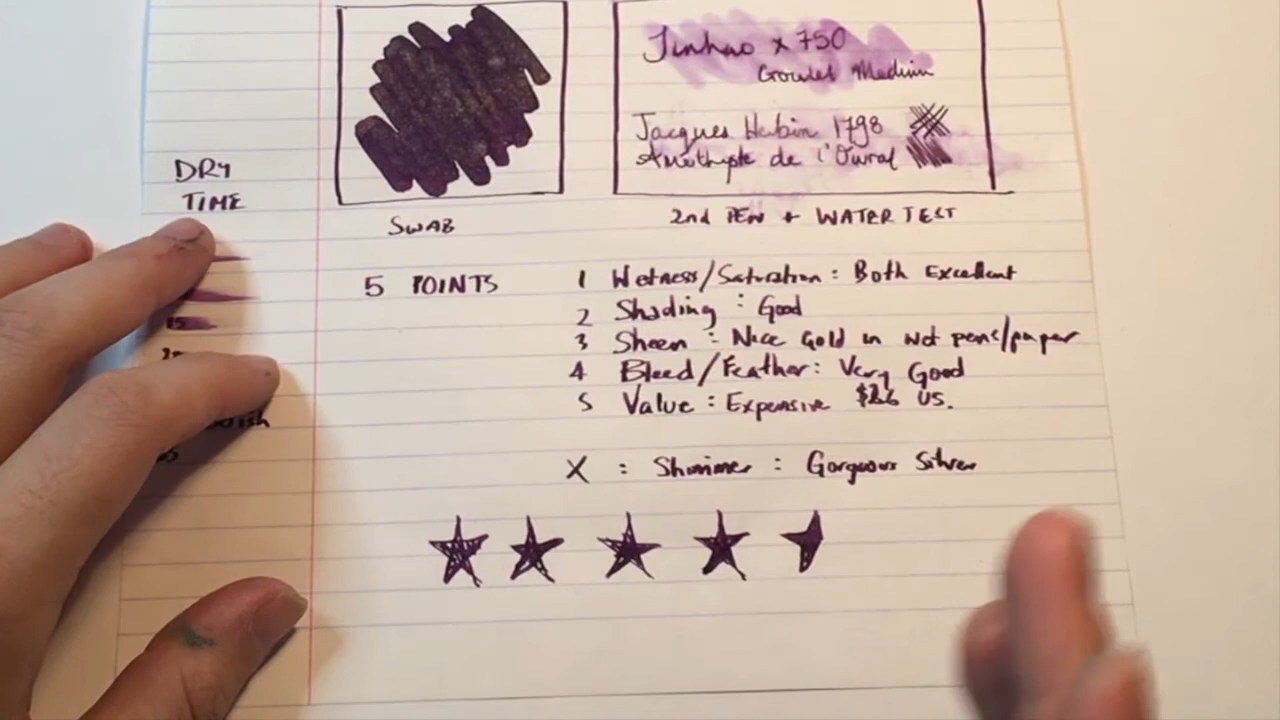 Jinhao x750
Goulet Medium
Jacques Herbin 1798
Amethyste de l'Oural
DRY
TIME
SWAB
2nd PEN + WATER TEST
5 POINTS
1 Wetness/Saturation : Both Excellent
2 Shading : Good
3 Sheen : Nice Gold in wet pens/paper
4 Bleed/Feather : Very Good
5 Value : Expensive US.
X : Shimmer : Gorgeous Silver
15